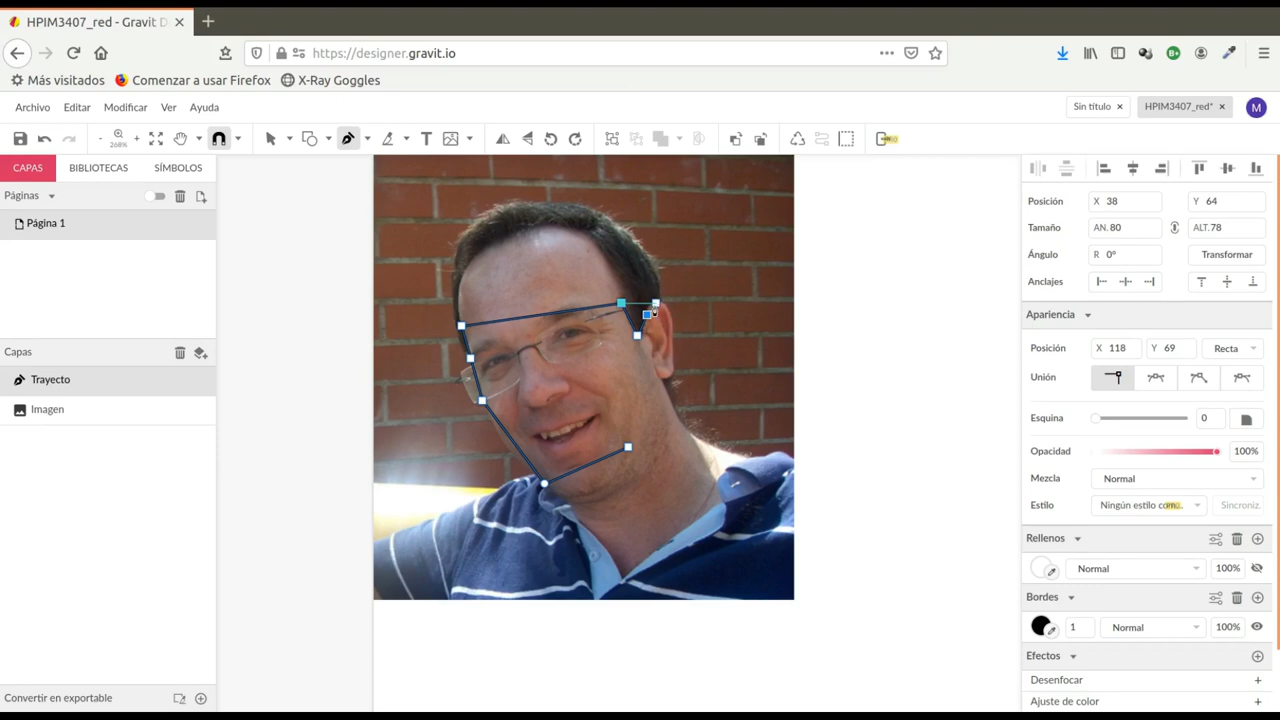 HPIM3407_red - Gravit D
https://designer.gravit.io
Más visitados Comenzar a usar Firefox X-Ray Goggles
Archivo Editar Modificar Ver Ayuda
Sin título HPIM3407_red* M
268%
CAPAS BIBLIOTECAS SÍMBOLOS
Páginas
Página 1
Capas
Trayecto
Imagen
Convertir en exportable
Posición X 38 Y 64
Tamaño AN. 80 ALT. 78
Ángulo R 0° Transformar
Anclajes
Apariencia
Posición X 118 Y 69 Recta
Unión
Esquina 0
Opacidad 100%
Mezcla Normal
Estilo Ningún estilo Sincroniz.
Rellenos
Normal 100%
Bordes
1 Normal 100%
Efectos
Desenfocar +
Ajuste de color +